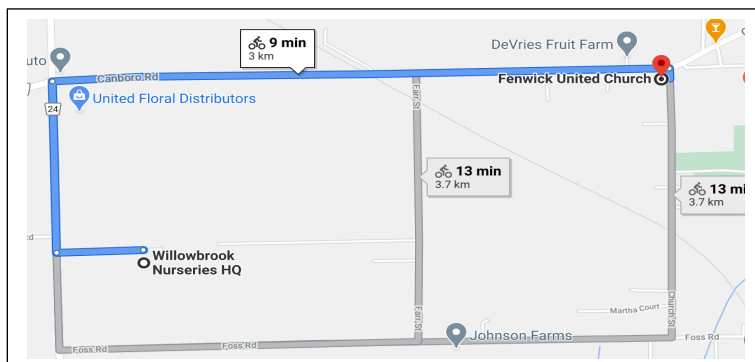 uto
9 min
3 km
DeVries Fruit Farm
Canboro Rd
Fenwick United Church
24
United Floral Distributors
Farr St
13 min
3.7 km
13 mi
3.7 km
Willowbrook
Nurseries HQ
Farr St
Church St
Martha Court
Johnson Farms
Foss Rd
Foss Rd
Foss Rd